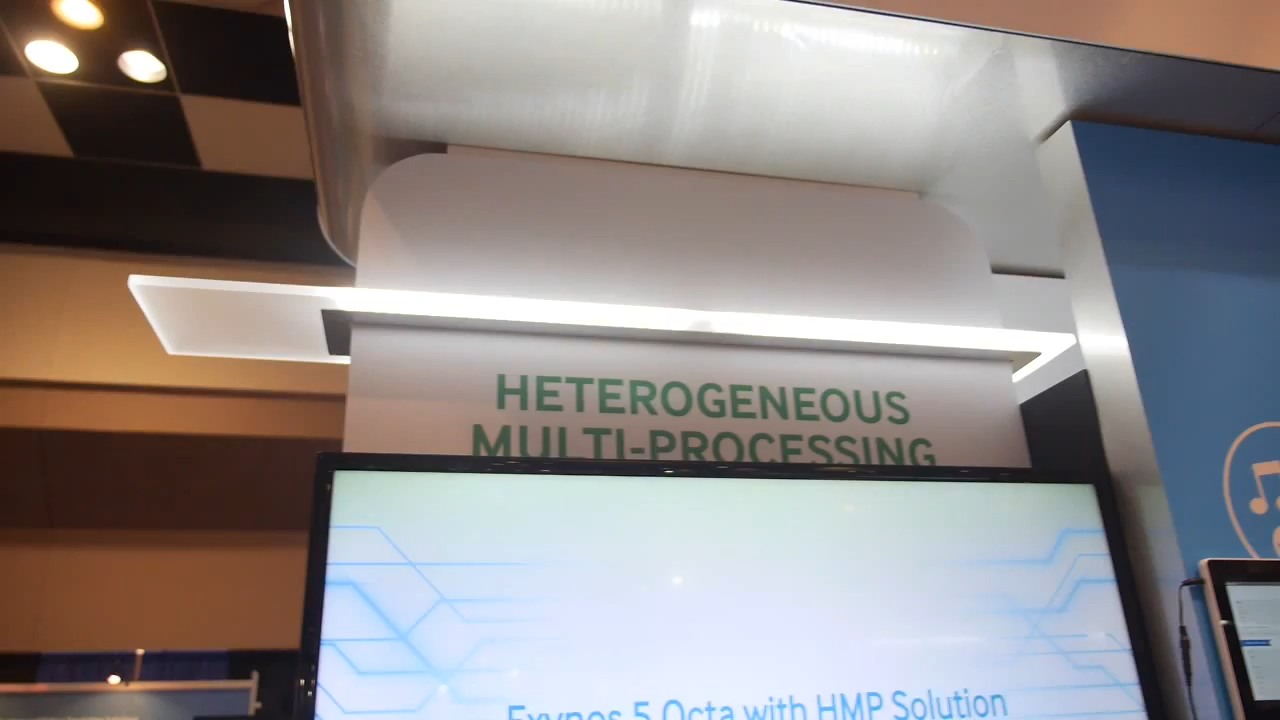 HETEROGENEOUS
MULTI-PROCESSING
Exynos 5 Octa with HMP Solution